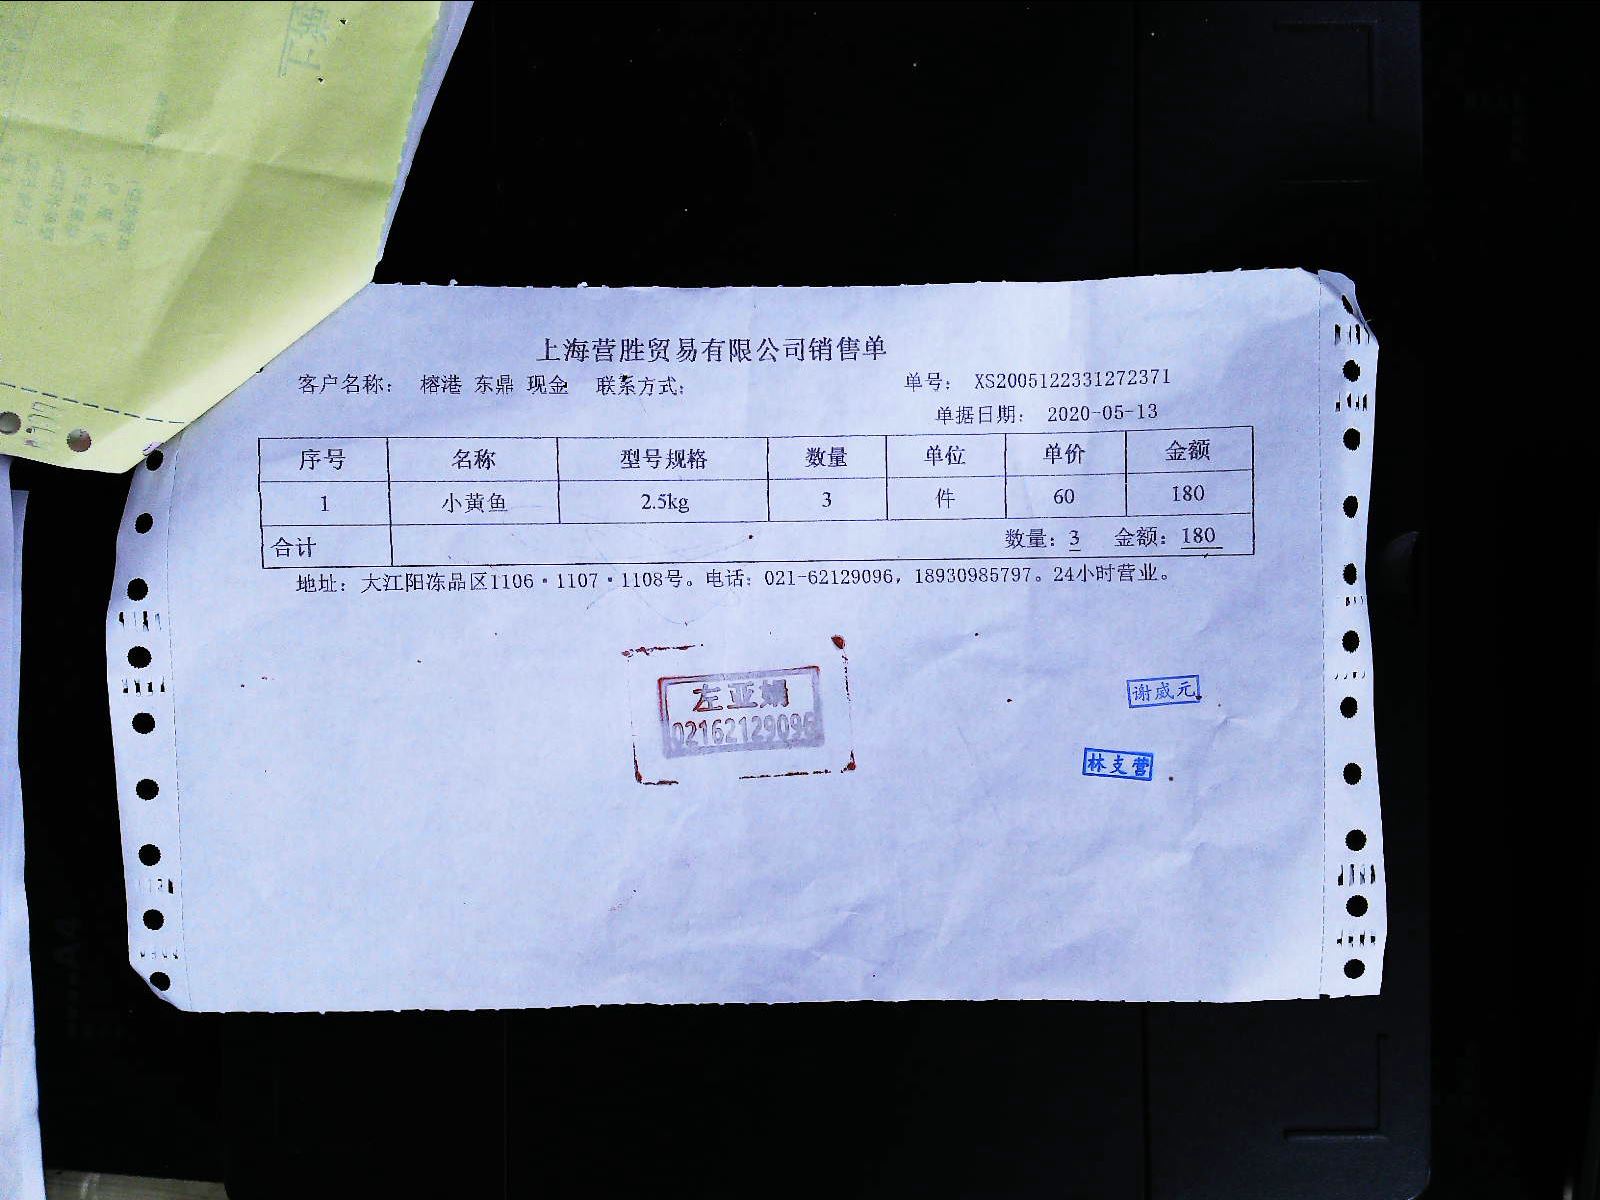 上海营胜贸易有限公司销售单
客户名称： 榕港 东鼎 现金 联系方式： 单号： XS2005122331272371
单据日期： 2020-05-13
序号 名称 型号规格 数量 单位 单价 金额
1 小黄鱼 2.5kg 3 件 60 180
合计 数量：3 金额：180
地址：大江阳冻品区1106·1107·1108号。电话：021-62129096，18930985797。24小时营业。
左亚娟
02162129096
谢威元
林支营